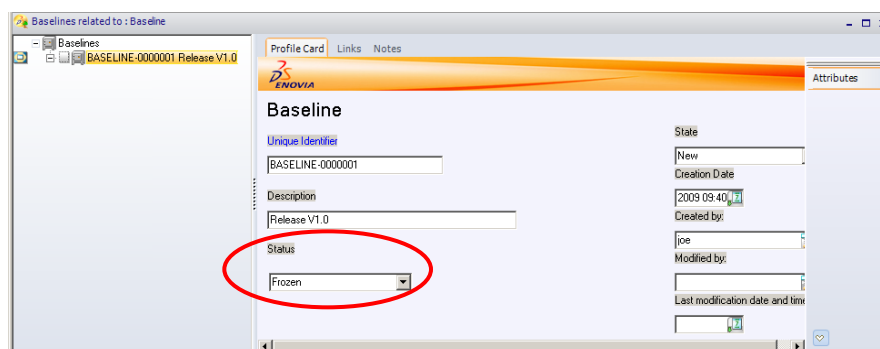 Baselines related to : Baseline
Baselines
BASELINE-0000001 Release V1.0
Profile Card Links Notes
ENOVIA
Attributes
Baseline
Unique Identifier
BASELINE-0000001
Description
Release V1.0
Status
Frozen
State
New
Creation Date
2009 09:40
Created by:
joe
Modified by:
Last modification date and time